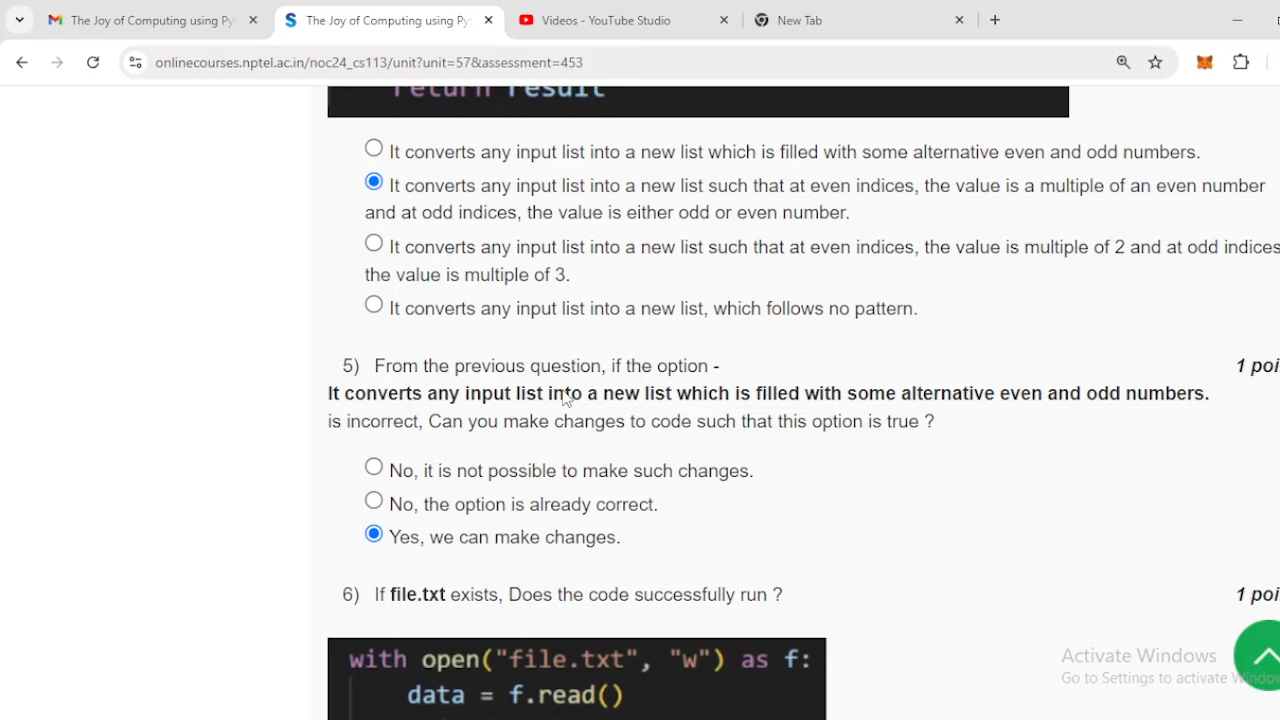 The Joy of Computing using Py
The Joy of Computing using Py
Videos - YouTube Studio
New Tab
onlinecourses.nptel.ac.in/noc24_cs113/unit?unit=57&assessment=453
return result
It converts any input list into a new list which is filled with some alternative even and odd numbers.
It converts any input list into a new list such that at even indices, the value is a multiple of an even number
and at odd indices, the value is either odd or even number.
It converts any input list into a new list such that at even indices, the value is multiple of 2 and at odd indices
the value is multiple of 3.
It converts any input list into a new list, which follows no pattern.
5) From the previous question, if the option -
1 poi
It converts any input list into a new list which is filled with some alternative even and odd numbers.
is incorrect, Can you make changes to code such that this option is true ?
No, it is not possible to make such changes.
No, the option is already correct.
Yes, we can make changes.
6) If file.txt exists, Does the code successfully run ?
1 poi
with open("file.txt", "w") as f:
data = f.read()
Activate Windows
Go to Settings to activate Windows